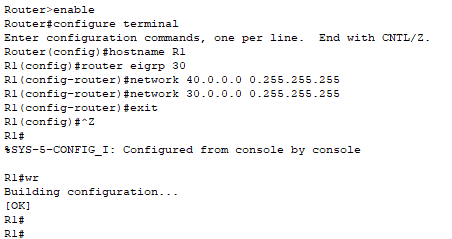 Router>enable
Router#configure terminal
Enter configuration commands, one per line.  End with CNTL/Z.
Router(config)#hostname R1
R1(config)#router eigrp 30
R1(config-router)#network 40.0.0.0 0.255.255.255
R1(config-router)#network 30.0.0.0 0.255.255.255
R1(config-router)#exit
R1(config)#^Z
R1#
%SYS-5-CONFIG_I: Configured from console by console
R1#wr
Building configuration...
[OK]
R1#
R1#